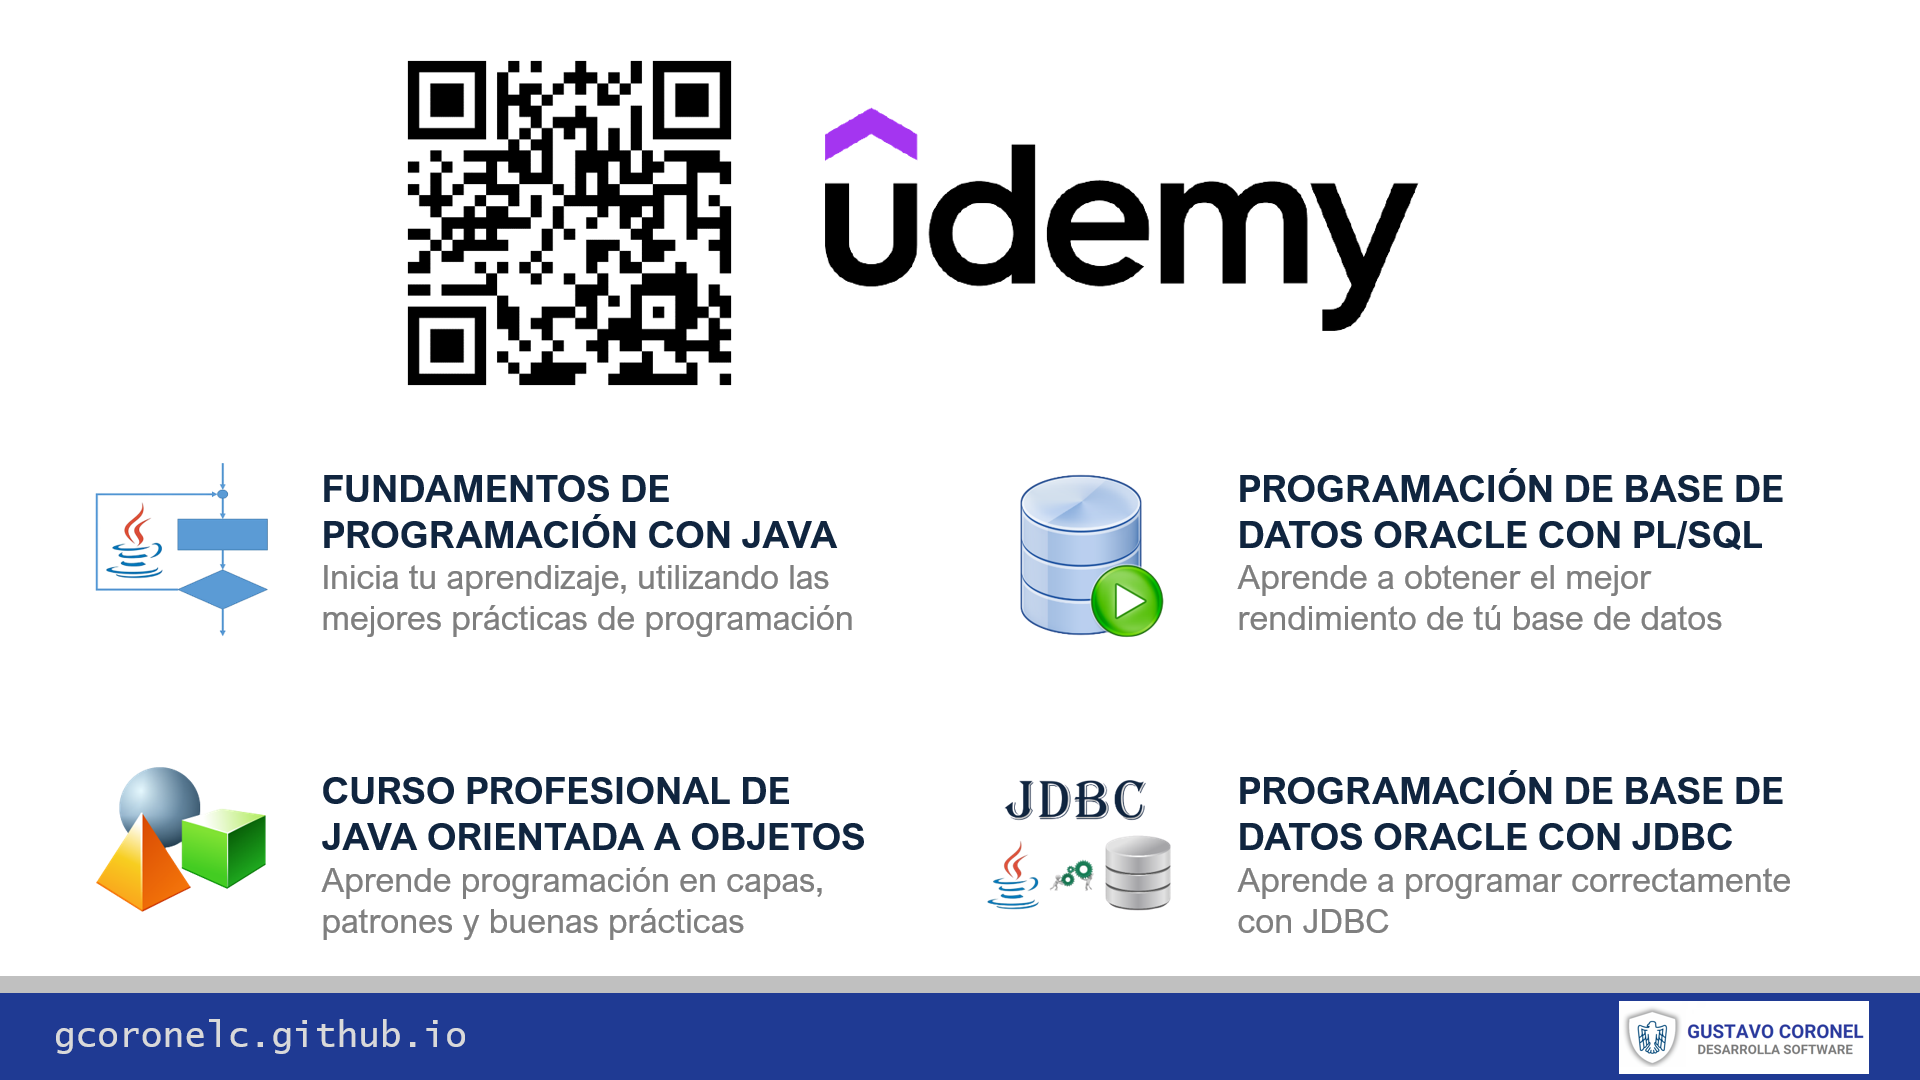 udemy
FUNDAMENTOS DE
PROGRAMACIÓN CON JAVA
Inicia tu aprendizaje, utilizando las
mejores prácticas de programación
PROGRAMACIÓN DE BASE DE
DATOS ORACLE CON PL/SQL
Aprende a obtener el mejor
rendimiento de tú base de datos
CURSO PROFESIONAL DE
JAVA ORIENTADA A OBJETOS
Aprende programación en capas,
patrones y buenas prácticas
JDBC
PROGRAMACIÓN DE BASE DE
DATOS ORACLE CON JDBC
Aprende a programar correctamente
con JDBC
gcoronelc.github.io
GUSTAVO CORONEL
DESARROLLA SOFTWARE